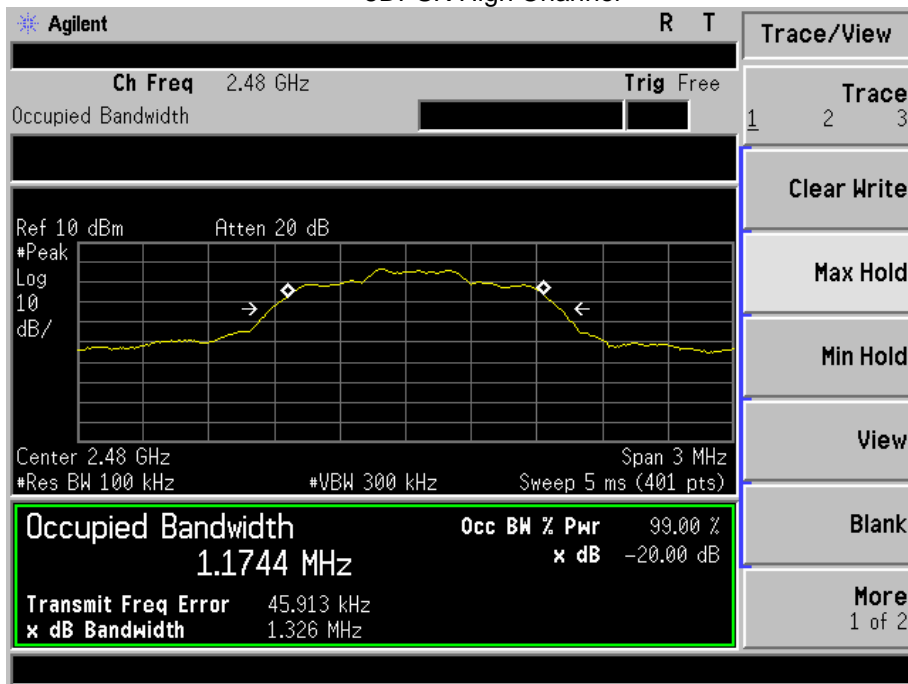 8DPSK High Channel
Agilent R T
Trace/View
Ch Freq 2.48 GHz Trig Free
Occupied Bandwidth
Trace
1 2 3
Clear Write
Ref 10 dBm Atten 20 dB
#Peak
Log
10
dB/
Max Hold
Min Hold
View
Center 2.48 GHz Span 3 MHz
#Res BW 100 kHz #VBW 300 kHz Sweep 5 ms (401 pts)
Occupied Bandwidth Occ BW % Pwr 99.00 %
1.1744 MHz x dB -20.00 dB
Blank
Transmit Freq Error 45.913 kHz
x dB Bandwidth 1.326 MHz
More
1 of 2